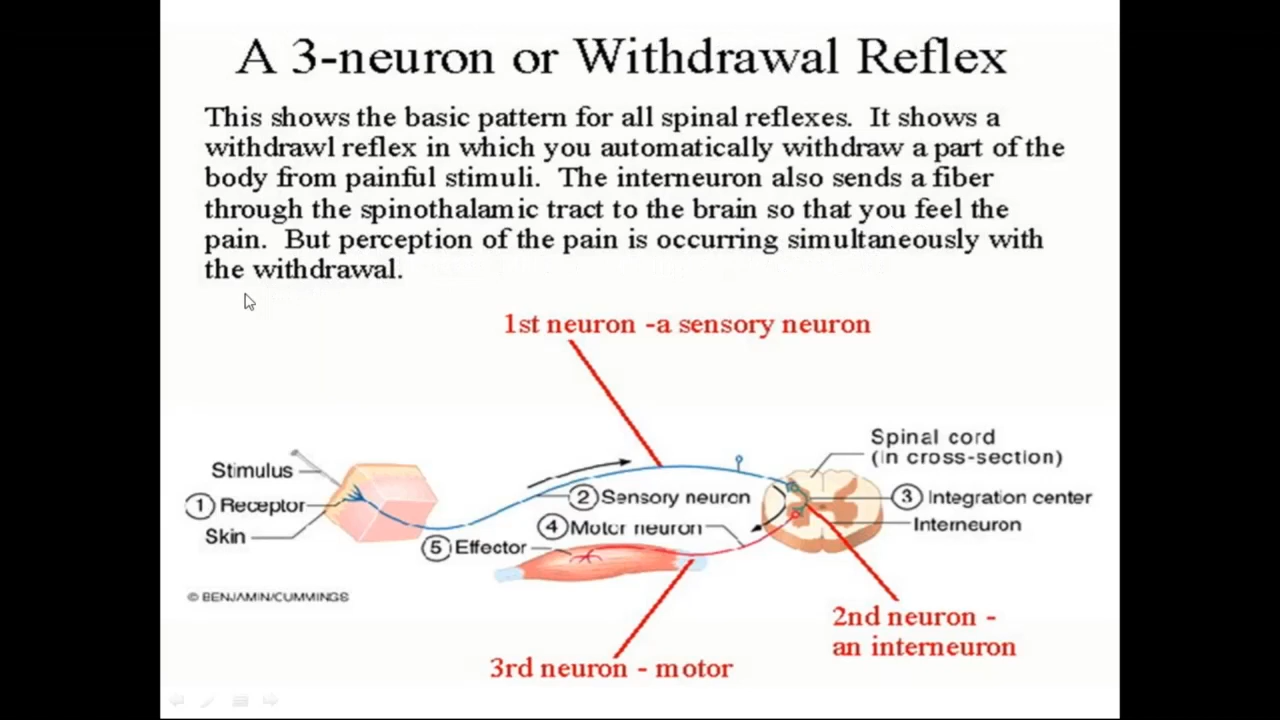 A 3-neuron or Withdrawal Reflex
This shows the basic pattern for all spinal reflexes. It shows a
withdrawl reflex in which you automatically withdraw a part of the
body from painful stimuli. The interneuron also sends a fiber
through the spinothalamic tract to the brain so that you feel the
pain. But perception of the pain is occurring simultaneously with
the withdrawal.
1st neuron -a sensory neuron
Spinal cord
(in cross-section)
Stimulus
1 Receptor
Skin
2 Sensory neuron
3 Integration center
Interneuron
4 Motor neuron
5 Effector
© BENJAMIN/CUMMINGS
2nd neuron -
an interneuron
3rd neuron - motor